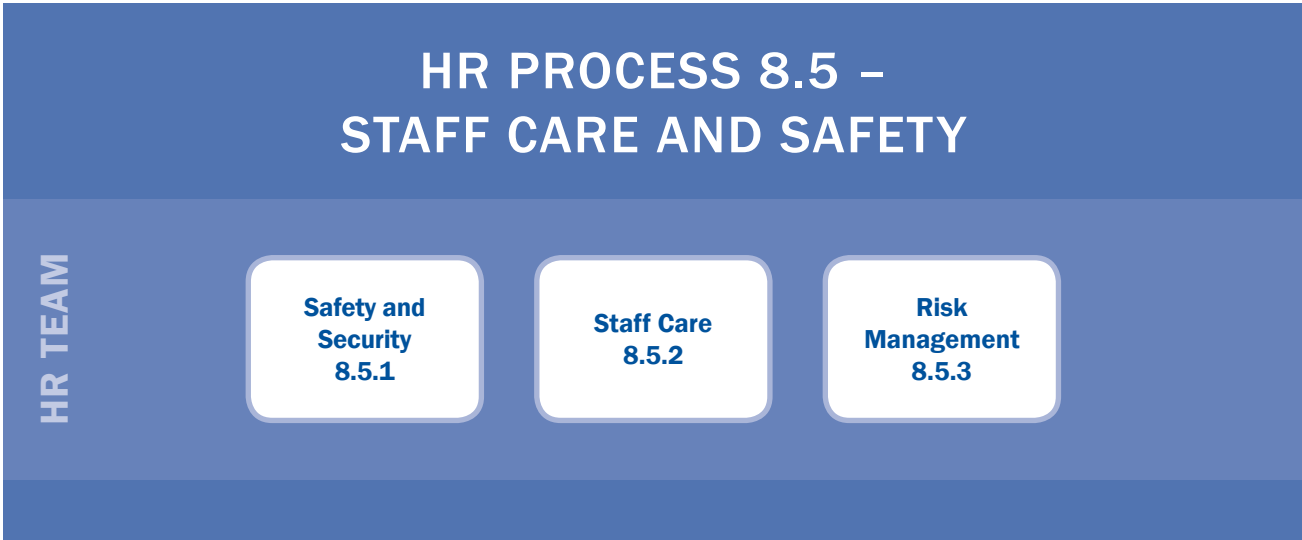 HR PROCESS 8.5 –
STAFF CARE AND SAFETY
HR TEAM
Safety and
Security
8.5.1
Staff Care
8.5.2
Risk
Management
8.5.3